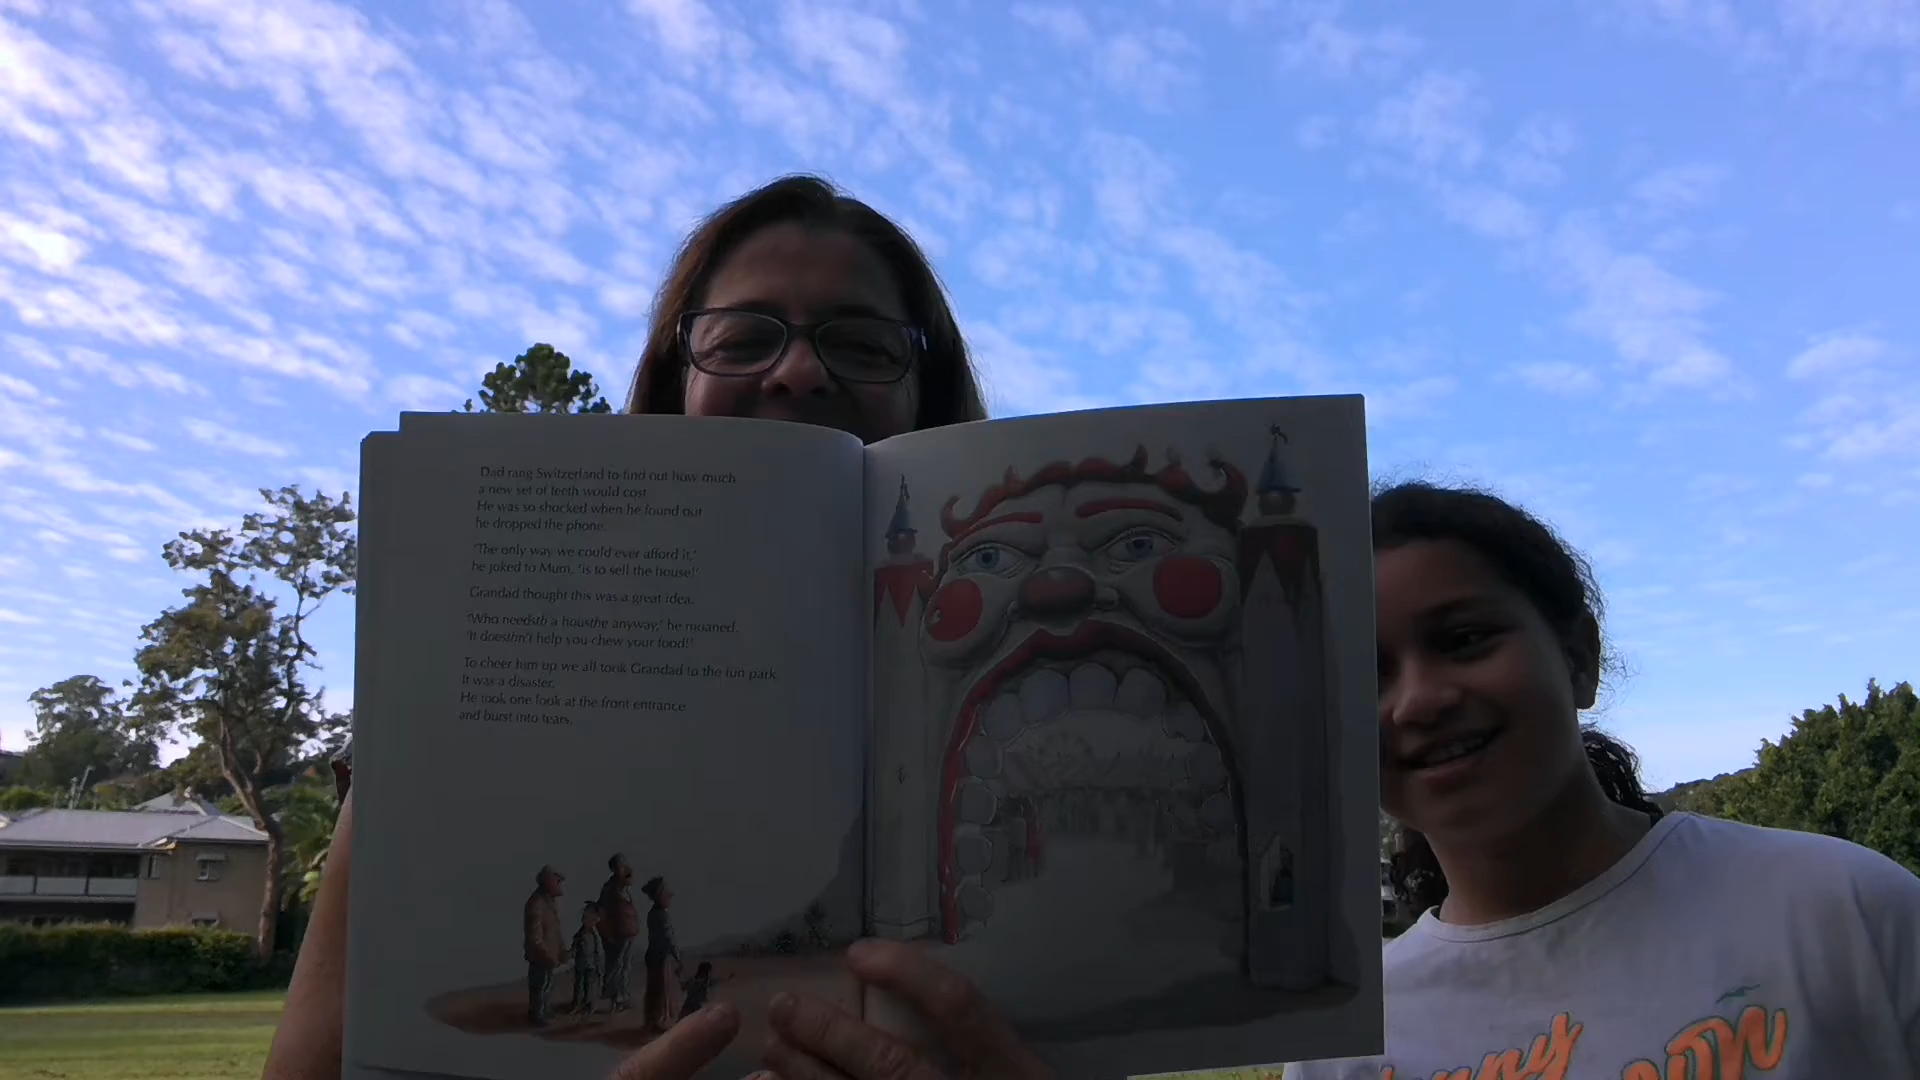 Dad rang Switzerland to find out how much
a new set of teeth would cost.
He was so shocked when he found out
he dropped the phone.
'The only way we could ever afford it,'
he joked to Mum, 'is to sell the house!'
Grandad thought this was a great idea.
'Who needsth a housthe anyway,' he moaned.
'It doesthn't help you chew your food!'
To cheer him up we all took Grandad to the fun park.
It was a disaster.
He took one look at the front entrance
and burst into tears.